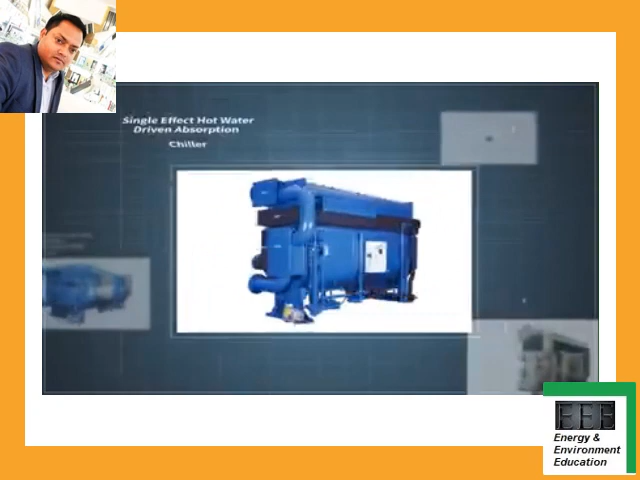 Single Effect Hot Water
Driven Absorption
Chiller
EEE
Energy &
Environment
Education